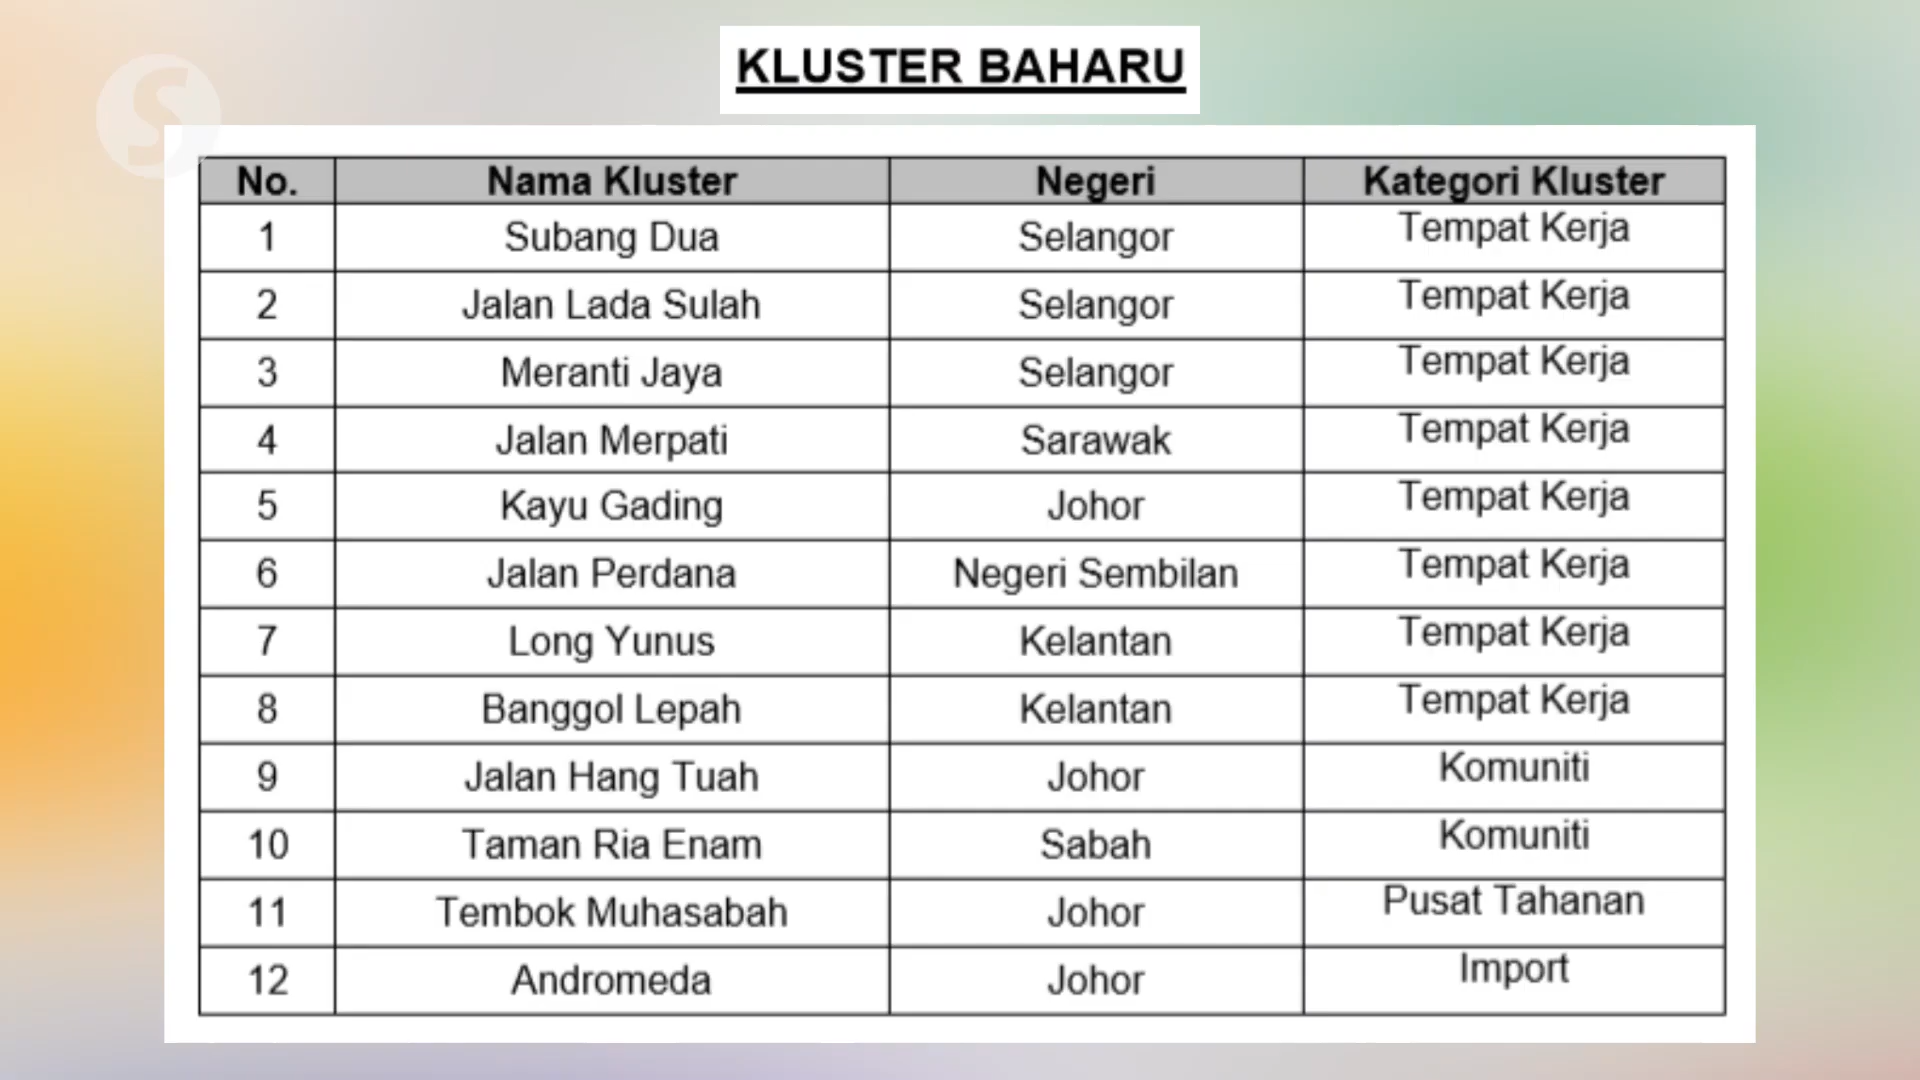 KLUSTER BAHARU
No. Nama Kluster Negeri Kategori Kluster
1 Subang Dua Selangor Tempat Kerja
2 Jalan Lada Sulah Selangor Tempat Kerja
3 Meranti Jaya Selangor Tempat Kerja
4 Jalan Merpati Sarawak Tempat Kerja
5 Kayu Gading Johor Tempat Kerja
6 Jalan Perdana Negeri Sembilan Tempat Kerja
7 Long Yunus Kelantan Tempat Kerja
8 Banggol Lepah Kelantan Tempat Kerja
9 Jalan Hang Tuah Johor Komuniti
10 Taman Ria Enam Sabah Komuniti
11 Tembok Muhasabah Johor Pusat Tahanan
12 Andromeda Johor Import